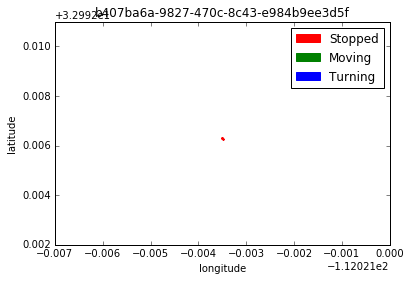 b407ba6a-9827-470c-8c43-e984b9ee3d5f
+3.2992e1
0.010
0.008
0.006
0.004
0.002
latitude
Stopped
Moving
Turning
−0.007 −0.006 −0.005 −0.004 −0.003 −0.002 −0.001 0.000
longitude
−1.12021e2